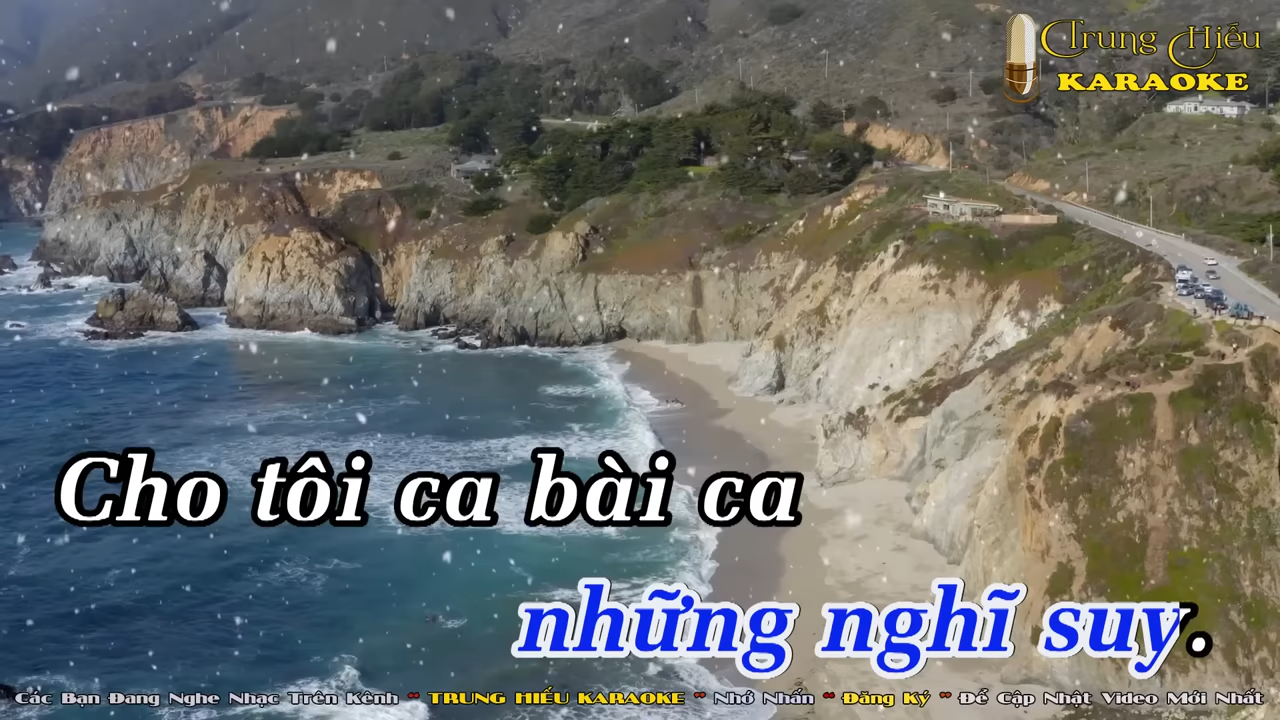 Trung Hiếu
KARAOKE
Cho tôi ca bài ca
những nghĩ suy.
Các Bạn Đang Nghe Nhạc Trên Kênh “ TRUNG HIẾU KARAOKE ” Nhớ Nhấn “ Đăng Ký ” Để Cập Nhật Video Mới Nhất